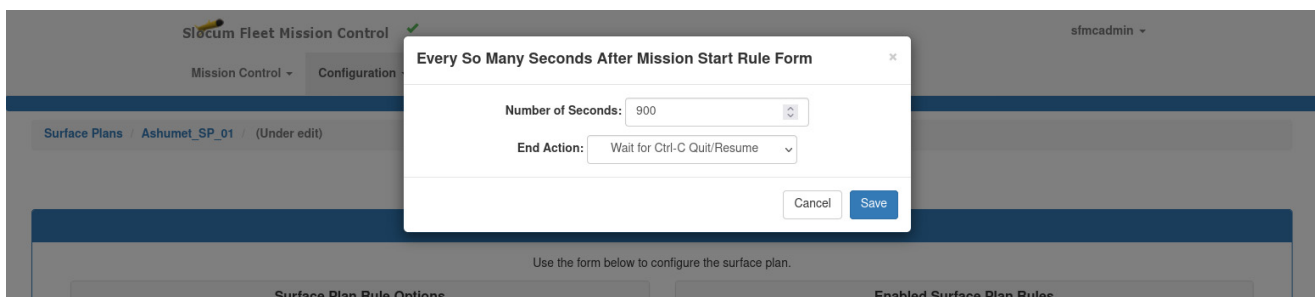 Slocum Fleet Mission Control
sfmcadmin
Mission Control
Configuration
Every So Many Seconds After Mission Start Rule Form
×
Number of Seconds: 900
End Action: Wait for Ctrl-C Quit/Resume
Cancel Save
Surface Plans / Ashumet_SP_01 / (Under edit)
Use the form below to configure the surface plan.
Surface Plan Rule Options
Enabled Surface Plan Rules